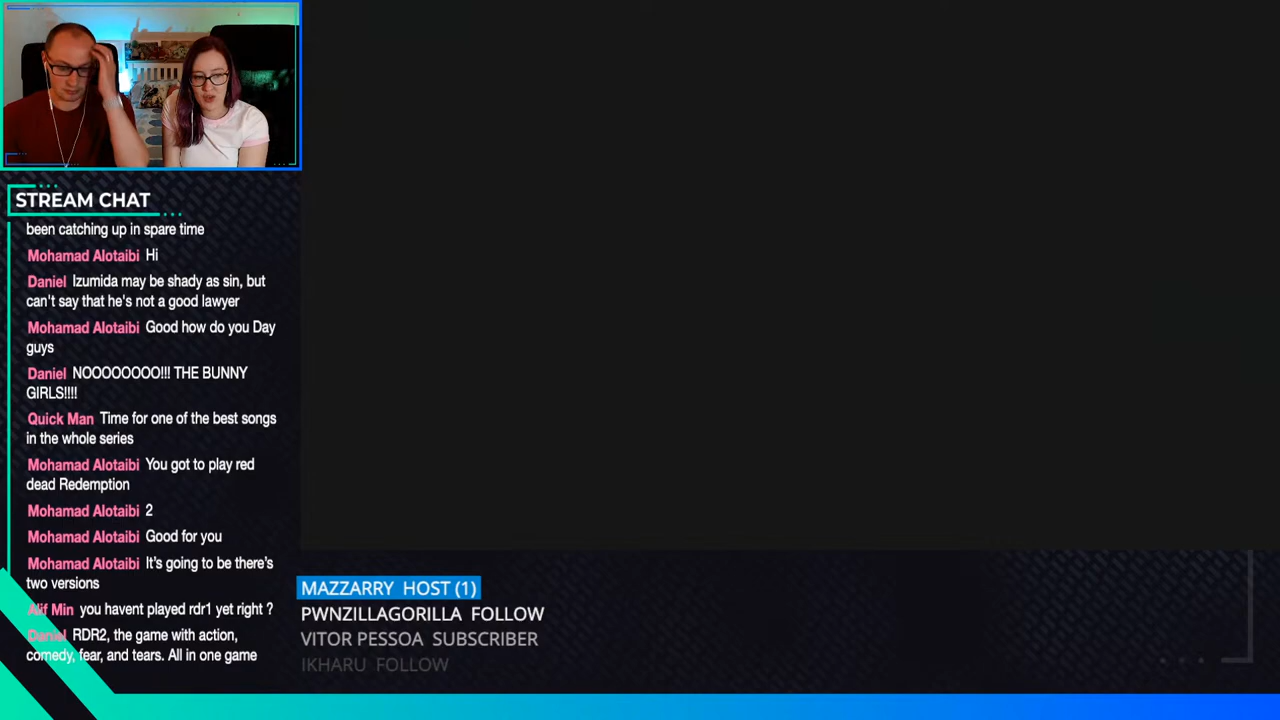 STREAM CHAT
been catching up in spare time
Mohamad Alotaibi Hi
Daniel Izumida may be shady as sin, but
can't say that he's not a good lawyer
Mohamad Alotaibi Good how do you Day
guys
Daniel NOOOOOOOO!!! THE BUNNY
GIRLS!!!!
Quick Man Time for one of the best songs
in the whole series
Mohamad Alotaibi You got to play red
dead Redemption
Mohamad Alotaibi 2
Mohamad Alotaibi Good for you
Mohamad Alotaibi It's going to be there's
two versions
Alif Min you havent played rdr1 yet right ?
Daniel RDR2, the game with action,
comedy, fear, and tears. All in one game
MAZZARRY HOST (1)
PWNZILLAGORILLA FOLLOW
VITOR PESSOA SUBSCRIBER
IKHARU FOLLOW